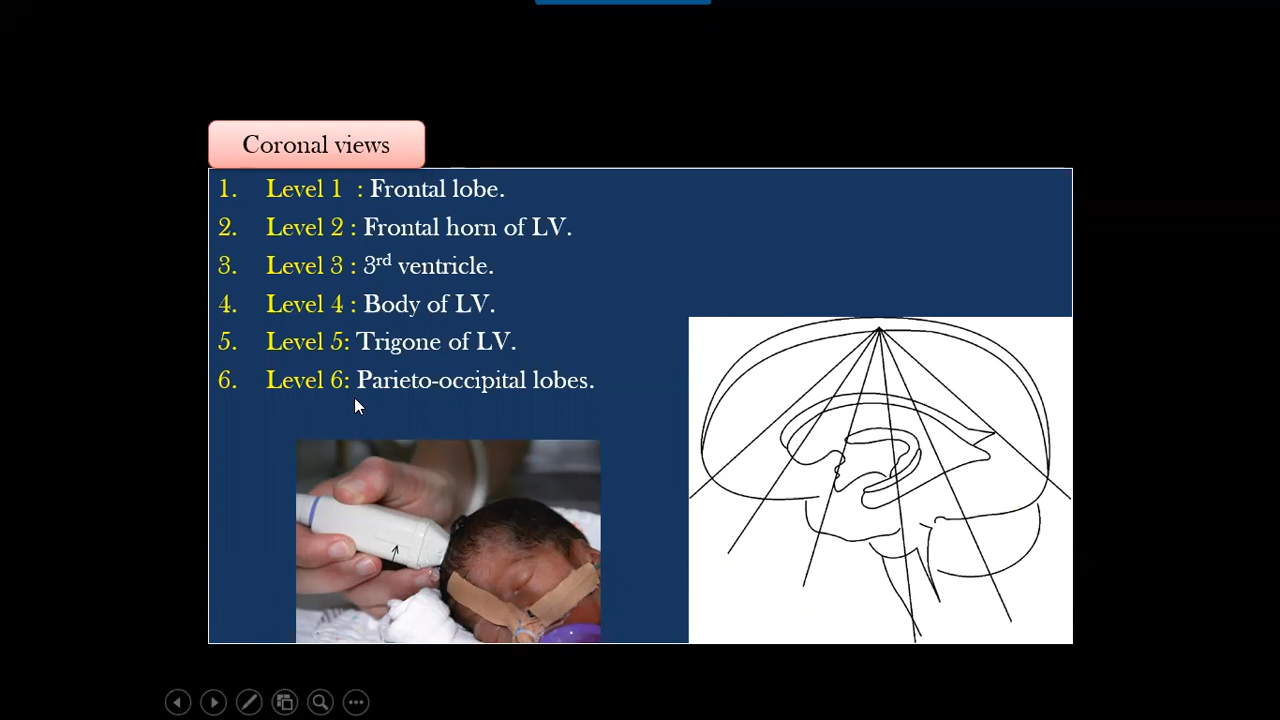 Coronal views
1. Level 1 : Frontal lobe.
2. Level 2 : Frontal horn of LV.
3. Level 3 : 3rd ventricle.
4. Level 4 : Body of LV.
5. Level 5: Trigone of LV.
6. Level 6: Parieto-occipital lobes.